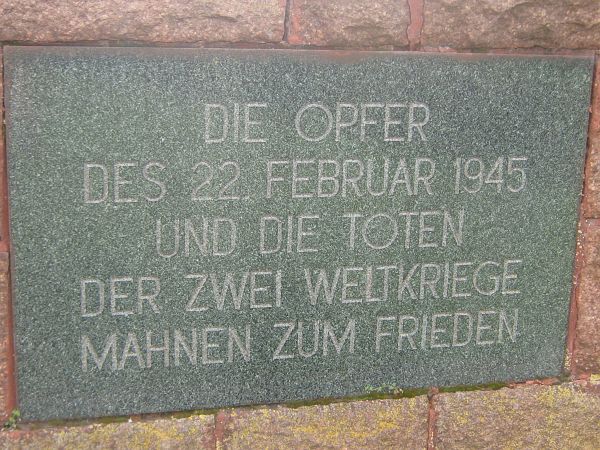 DIE OPFER
DES 22. FEBRUAR 1945
UND DIE TOTEN
DER ZWEI WELTKRIEGE
MAHNEN ZUM FRIEDEN